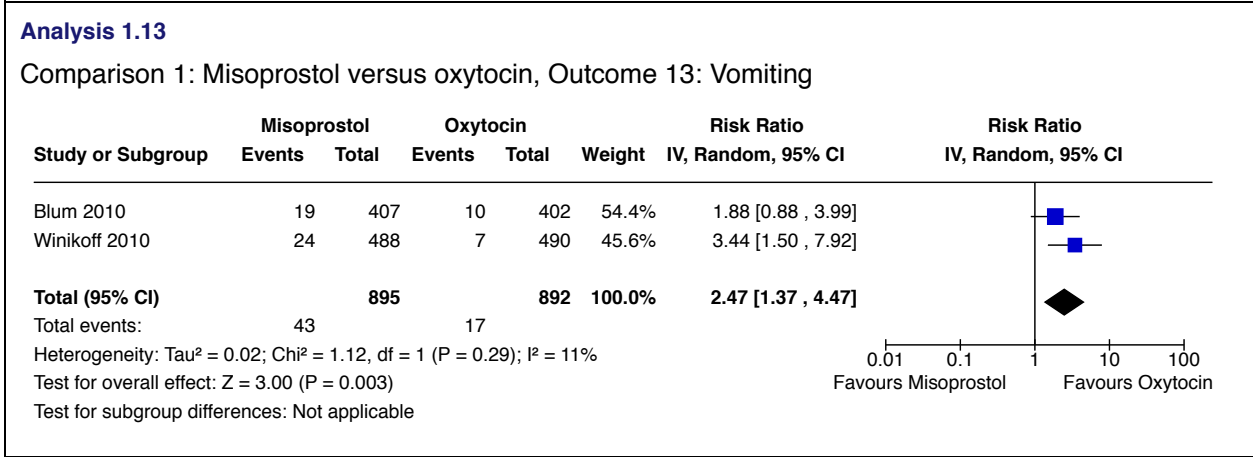 Analysis 1.13
Comparison 1: Misoprostol versus oxytocin, Outcome 13: Vomiting
Misoprostol Oxytocin Risk Ratio Risk Ratio
Study or Subgroup Events Total Events Total Weight IV, Random, 95% CI IV, Random, 95% CI
Blum 2010 19 407 10 402 54.4% 1.88 [0.88 , 3.99]
Winikoff 2010 24 488 7 490 45.6% 3.44 [1.50 , 7.92]
Total (95% CI) 895 892 100.0% 2.47 [1.37 , 4.47]
Total events: 43 17
Heterogeneity: Tau² = 0.02; Chi² = 1.12, df = 1 (P = 0.29); I² = 11%
0.01 0.1 1 10 100
Test for overall effect: Z = 3.00 (P = 0.003) Favours Misoprostol Favours Oxytocin
Test for subgroup differences: Not applicable